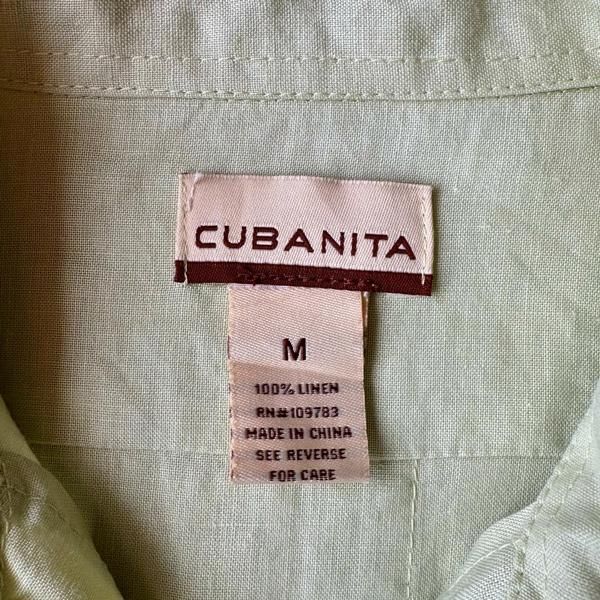 CUBANITA
M
100% LINEN
RN#109783
MADE IN CHINA
SEE REVERSE
FOR CARE